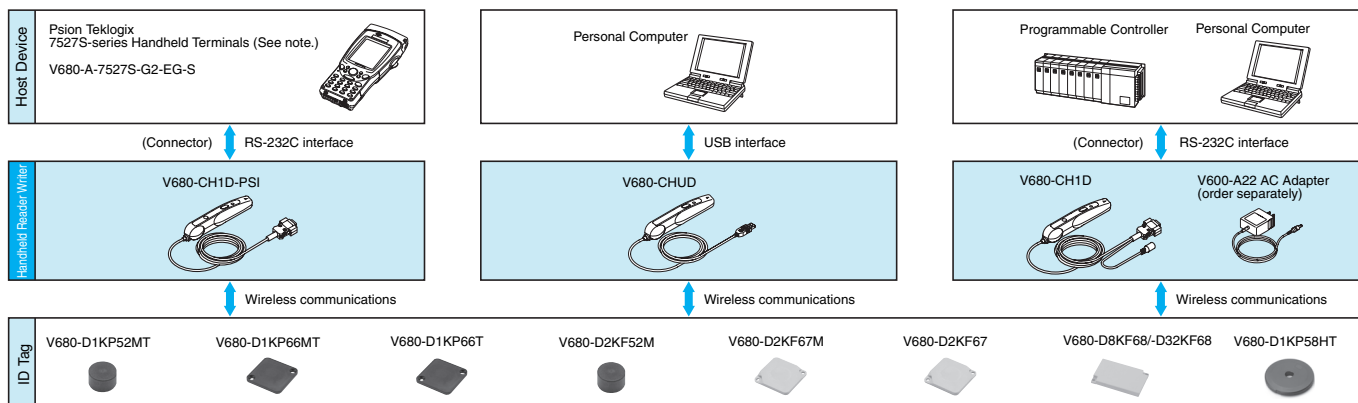 Host Device
Psion Teklogix
7527S-series Handheld Terminals (See note.)
V680-A-7527S-G2-EG-S
Personal Computer
Programmable Controller
Personal Computer
(Connector) RS-232C interface
USB interface
(Connector) RS-232C interface
Handheld Reader Writer
V680-CH1D-PSI
V680-CHUD
V680-CH1D
V600-A22 AC Adapter
(order separately)
Wireless communications
Wireless communications
Wireless communications
ID Tag
V680-D1KP52MT
V680-D1KP66MT
V680-D1KP66T
V680-D2KF52M
V680-D2KF67M
V680-D2KF67
V680-D8KF68/-D32KF68
V680-D1KP58HT